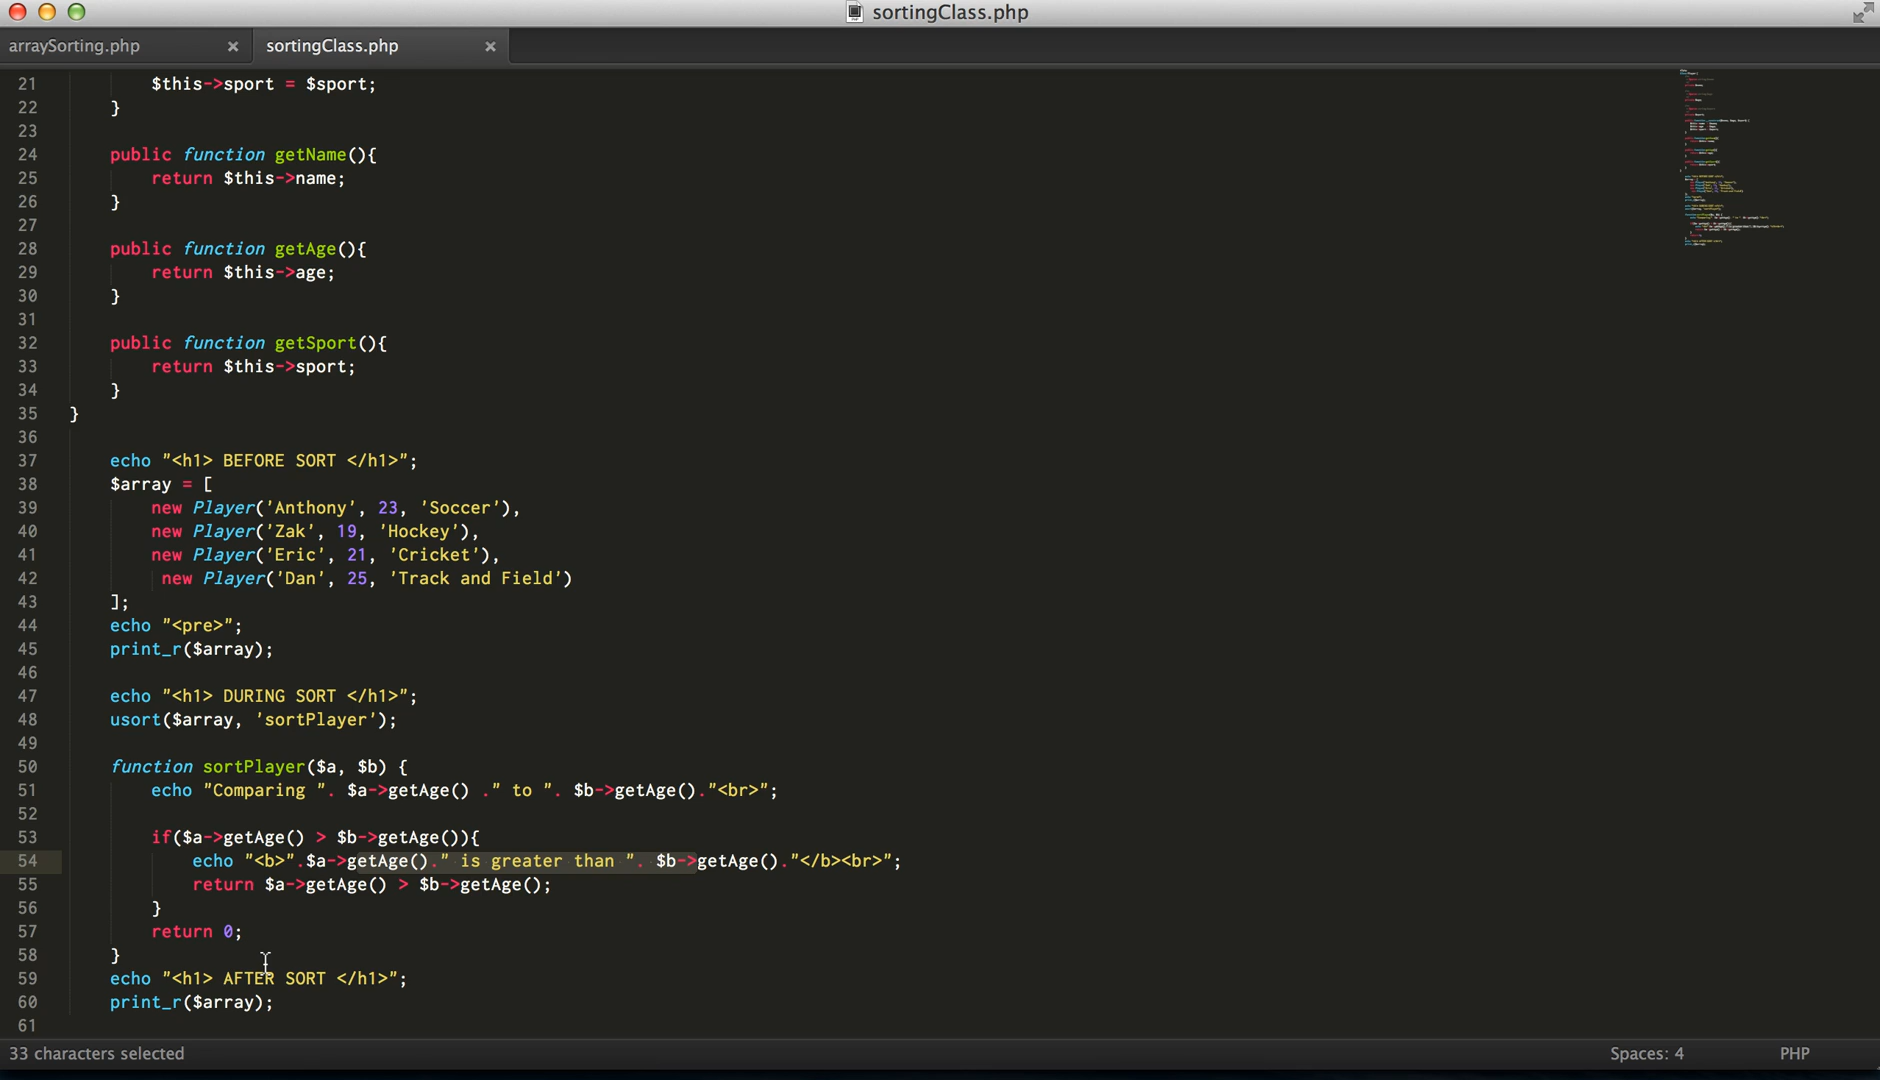 sortingClass.php
arraySorting.php × sortingClass.php ×
21 $this->sport = $sport;
22 }
23
24 public function getName(){
25 return $this->name;
26 }
27
28 public function getAge(){
29 return $this->age;
30 }
31
32 public function getSport(){
33 return $this->sport;
34 }
35 }
36
37 echo "<h1> BEFORE SORT </h1>";
38 $array = [
39 new Player('Anthony', 23, 'Soccer'),
40 new Player('Zak', 19, 'Hockey'),
41 new Player('Eric', 21, 'Cricket'),
42 new Player('Dan', 25, 'Track and Field')
43 ];
44 echo "<pre>";
45 print_r($array);
46
47 echo "<h1> DURING SORT </h1>";
48 usort($array, 'sortPlayer');
49
50 function sortPlayer($a, $b) {
51 echo "Comparing ". $a->getAge() ." to ". $b->getAge()."<br>";
52
53 if($a->getAge() > $b->getAge()){
54 echo "<b>".$a->getAge()." is greater than ". $b->getAge()."</b><br>";
55 return $a->getAge() > $b->getAge();
56 }
57 return 0;
58 }
59 echo "<h1> AFTER SORT </h1>";
60 print_r($array);
61
33 characters selected Spaces: 4 PHP